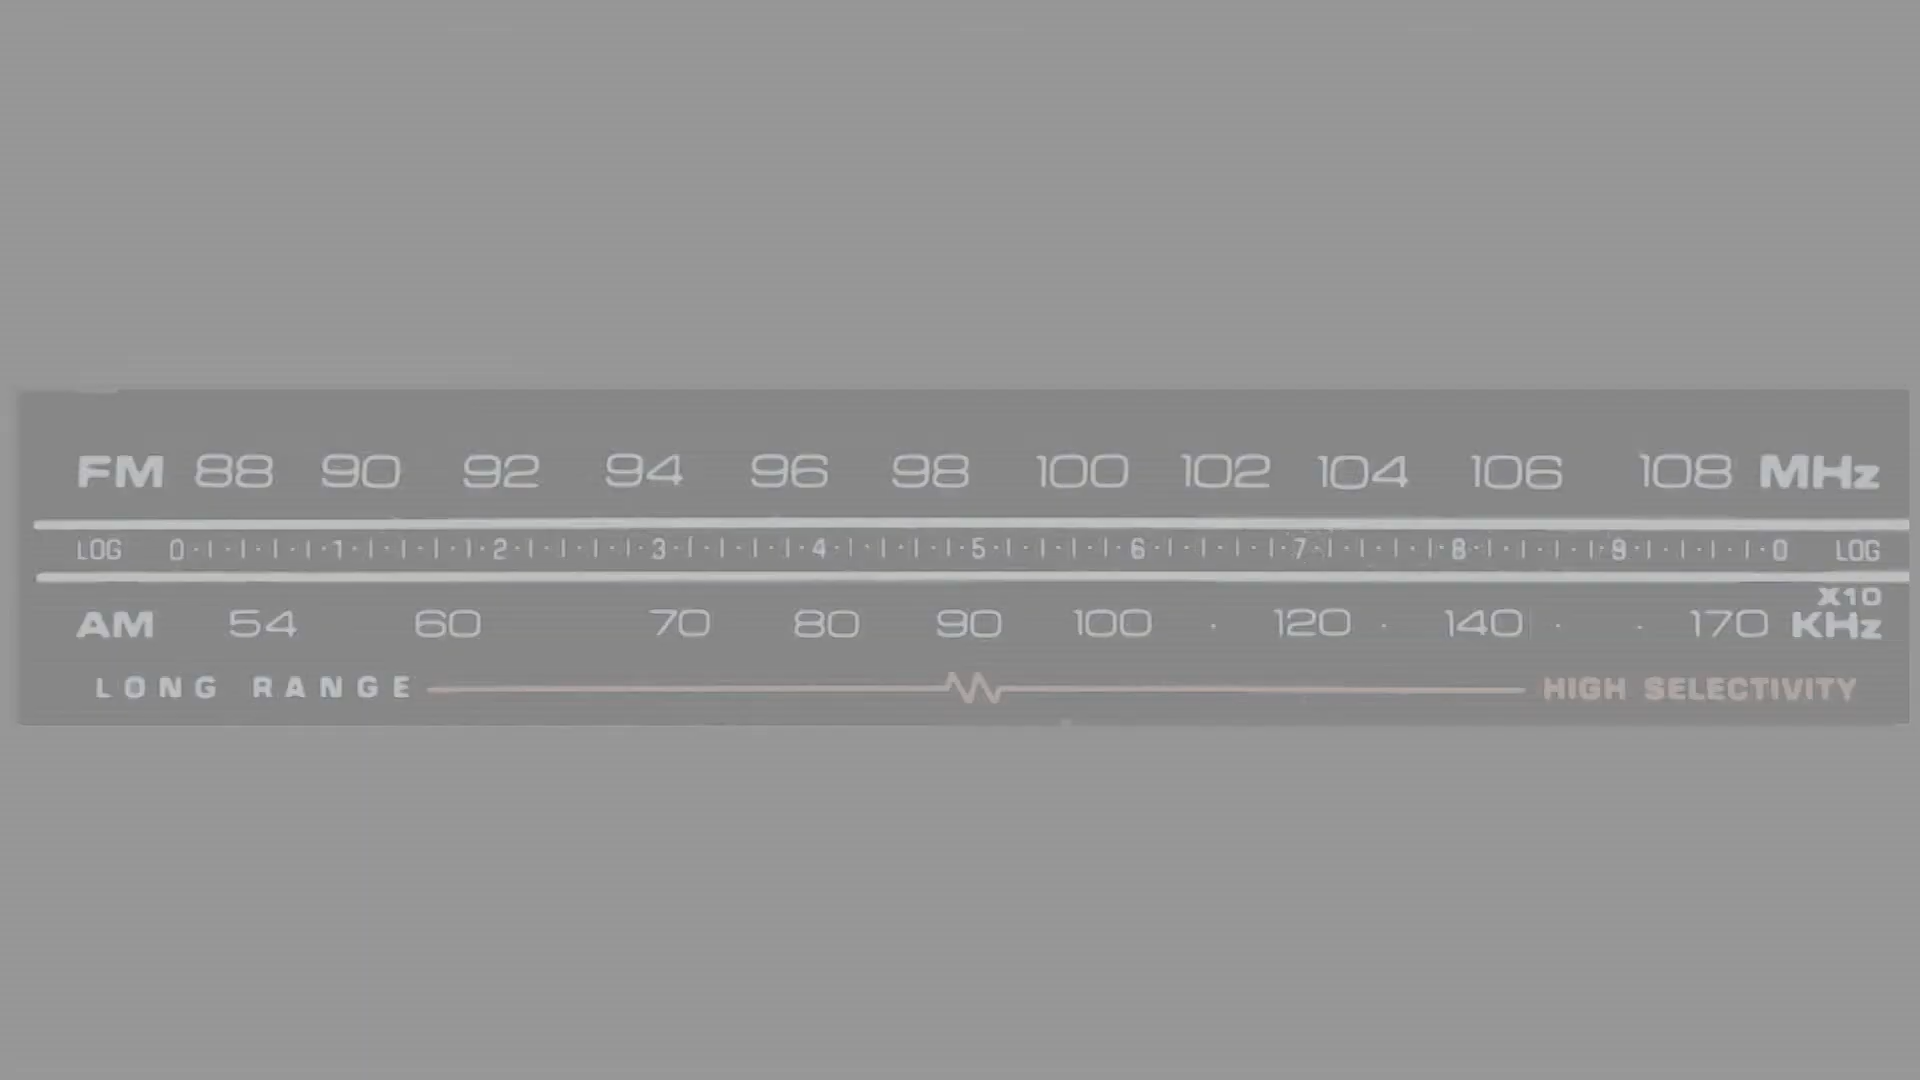 FM 88 90 92 94 96 98 100 102 104 106 108 MHz
LOG 0 1 2 3 4 5 6 7 8 9 0 LOG
X10
AM 54 60 70 80 90 100 · 120 · 140 · · 170 KHz
LONG RANGE HIGH SELECTIVITY